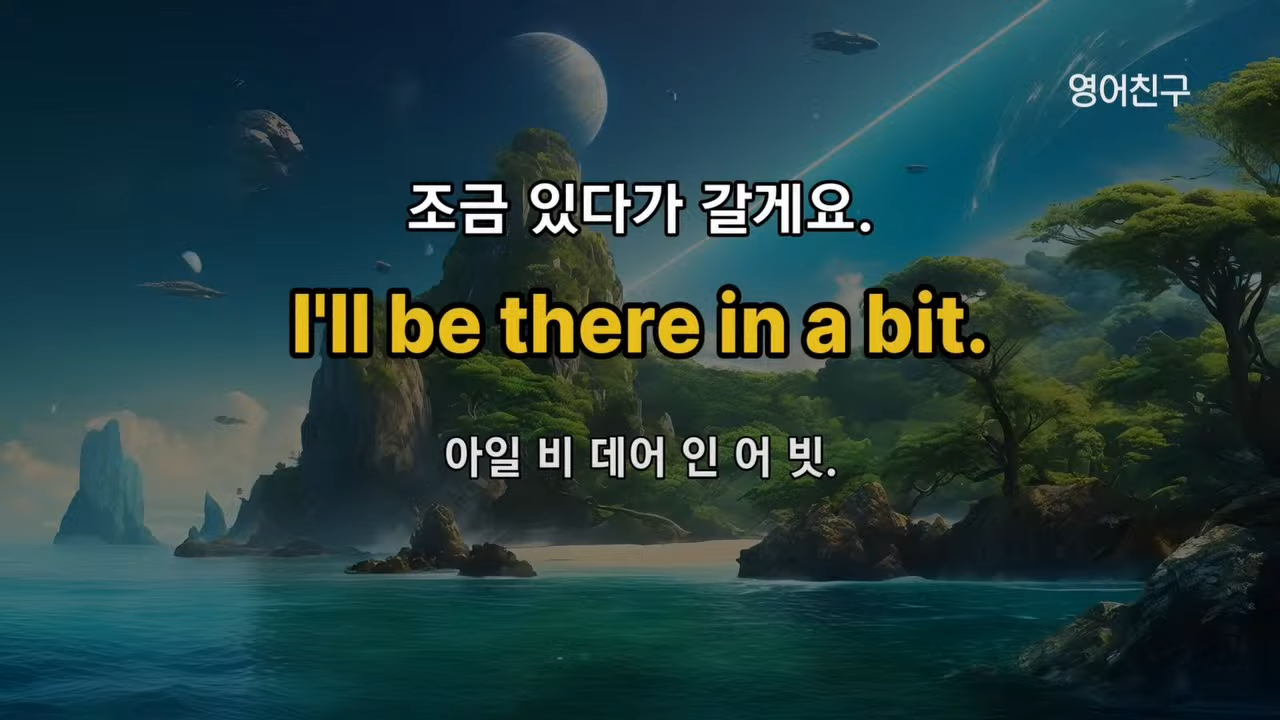 영어친구
조금 있다가 갈게요.
I'll be there in a bit.
아일 비 데어 인 어 빗.